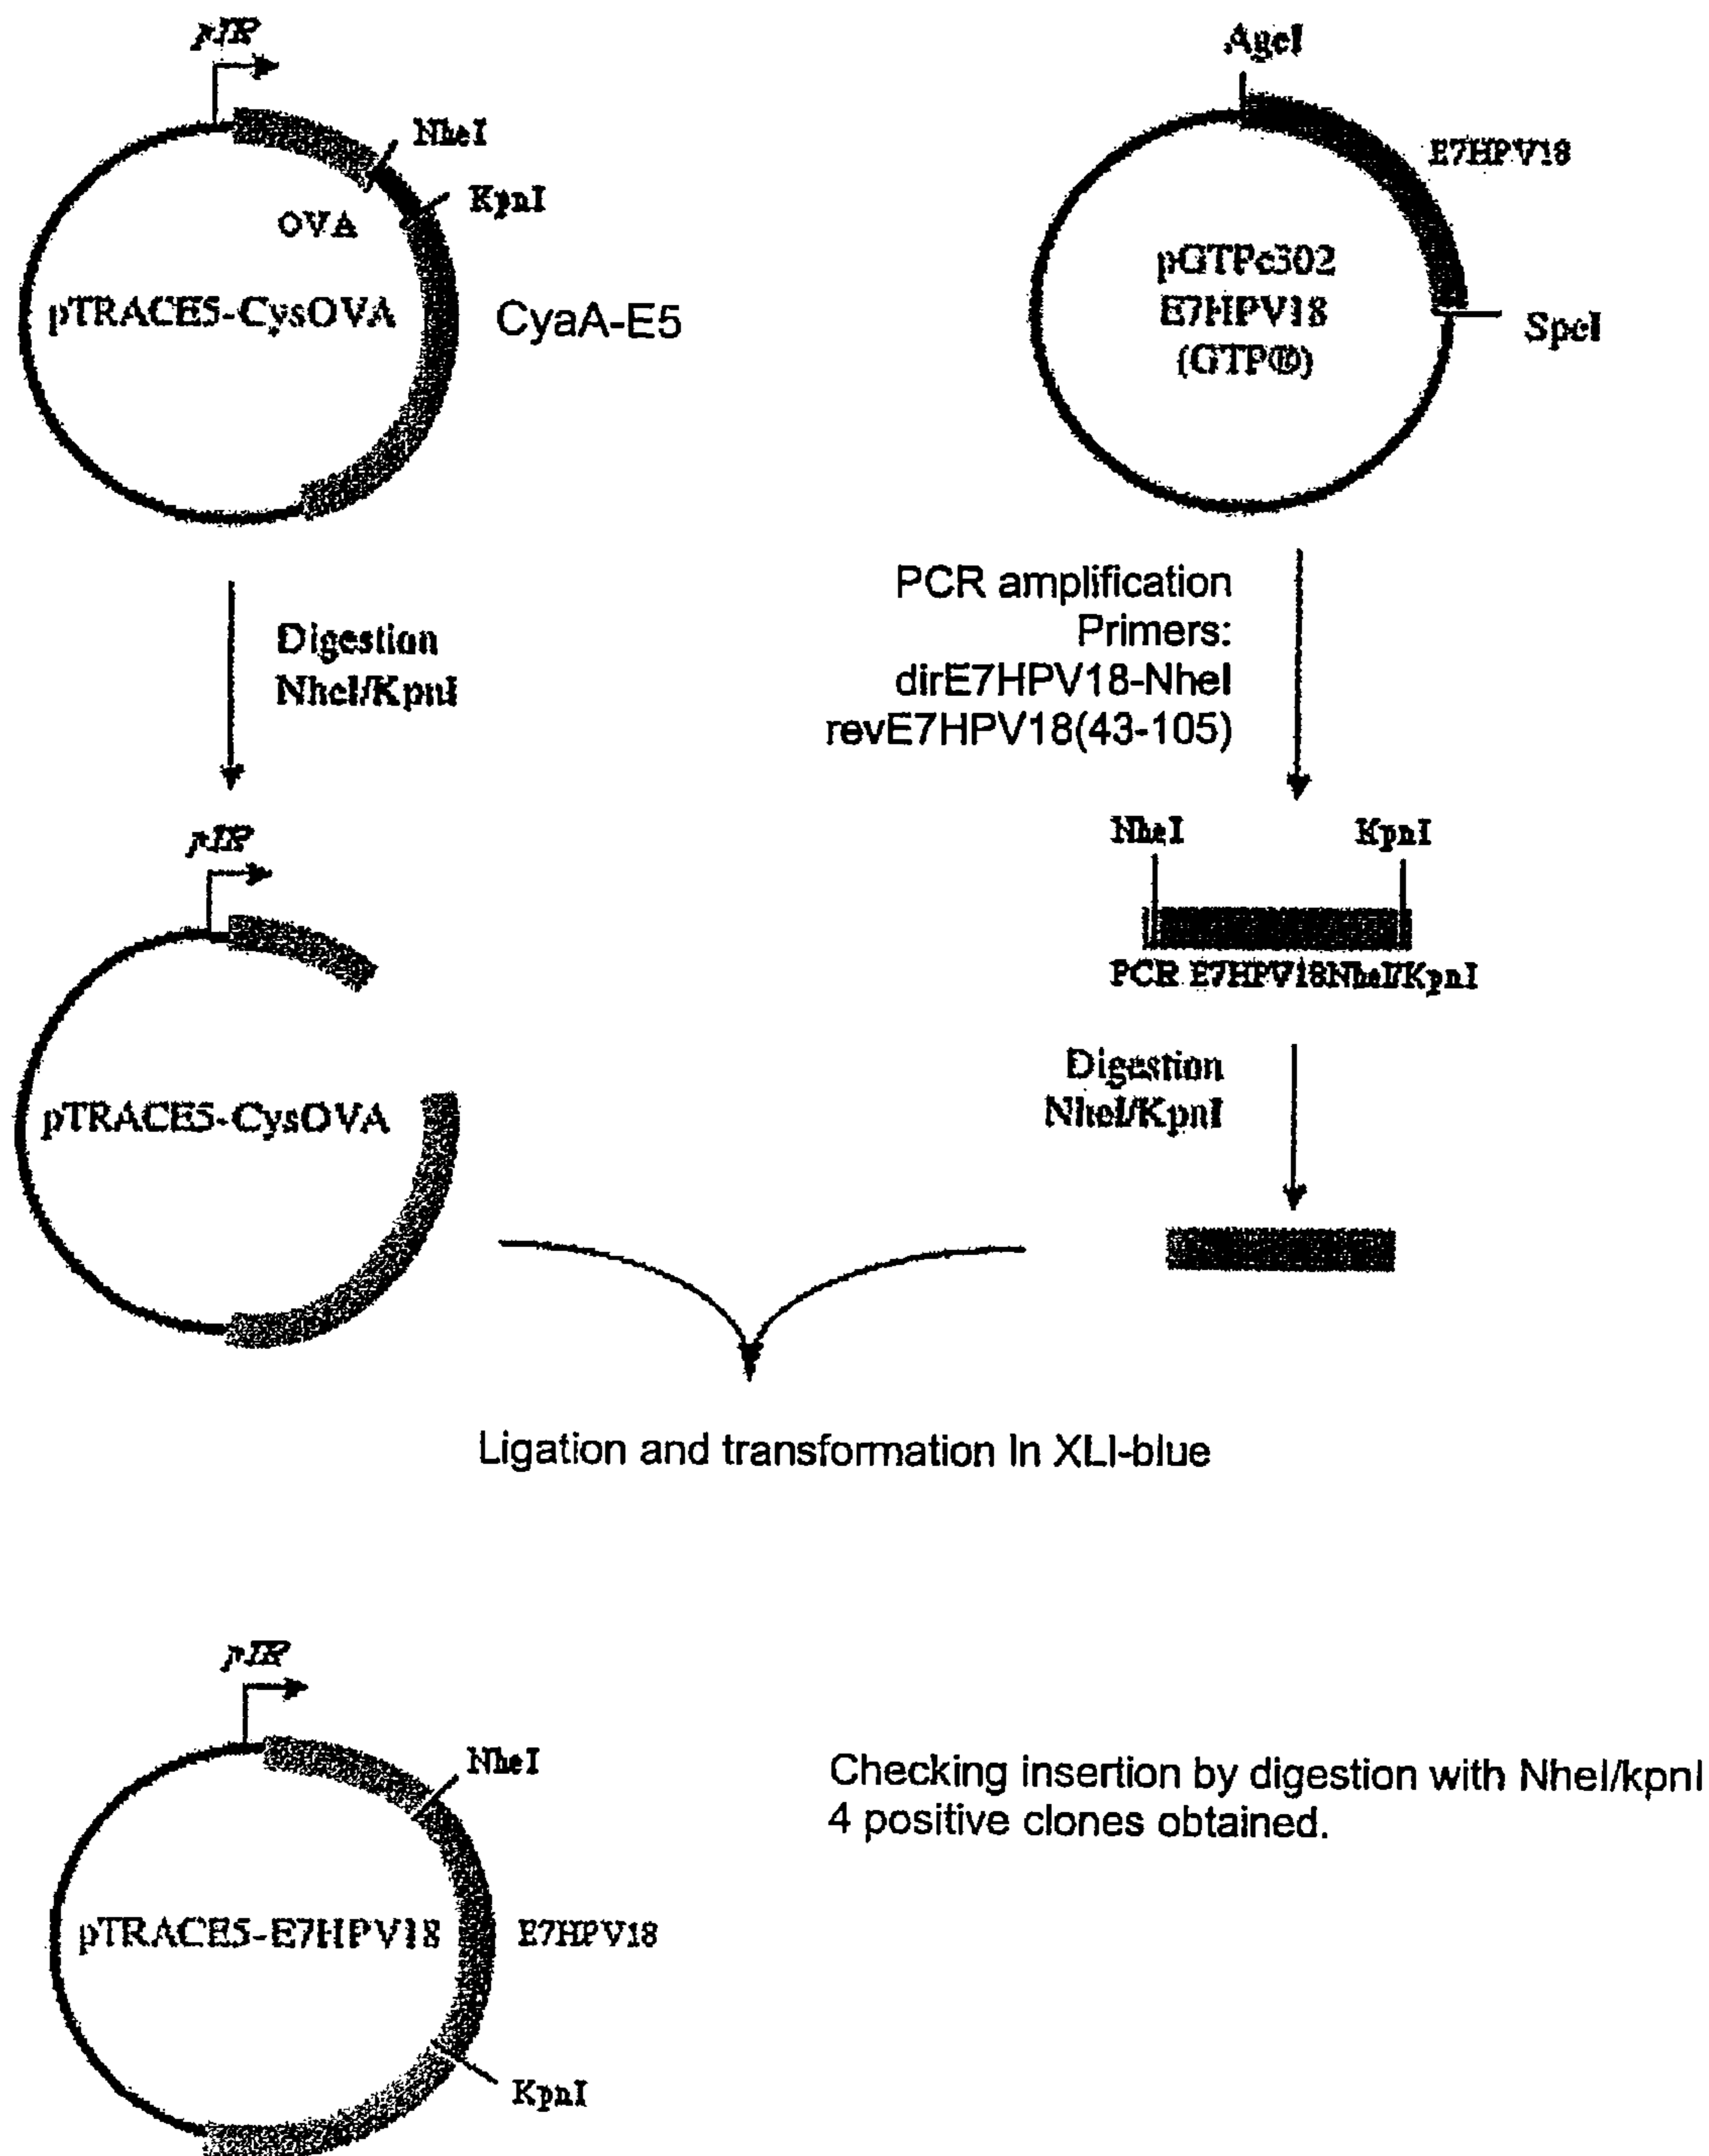 pIR
NheI
KpnI
OVA
pTRACE5-CysOVA
CyaA-E5
AgeI
E7HPV18
pGTPc302
E7HPV18
(GTP®)
SpeI
Digestion
NheI/KpnI
PCR amplification
Primers:
dirE7HPV18-NheI
revE7HPV18(43-105)
pIR
pTRACE5-CysOVA
NheI
KpnI
PCR E7HPV18NheI/KpnI
Digestion
NheI/KpnI
Ligation and transformation In XLI-blue
pIR
NheI
pTRACE5-E7HPV18
E7HPV18
KpnI
Checking insertion by digestion with NheI/kpnI
4 positive clones obtained.